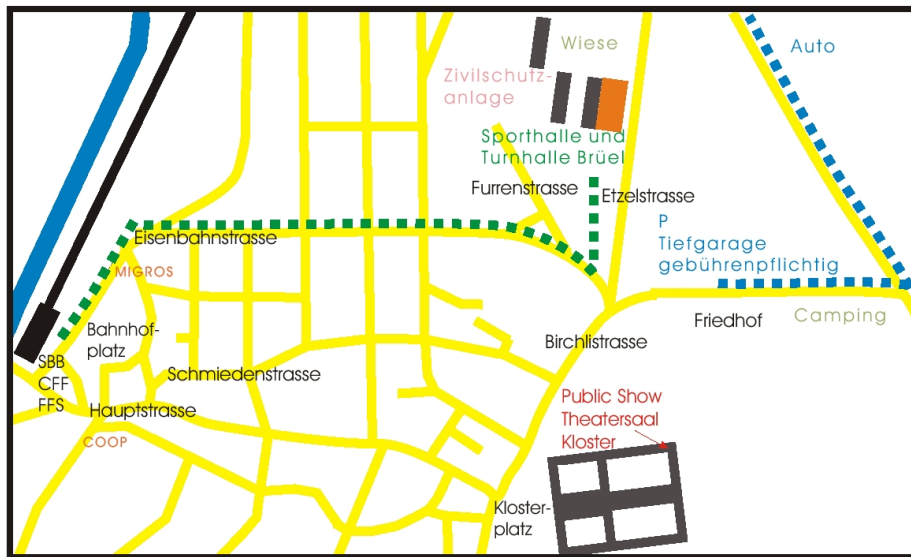 Wiese
Auto
Zivilschutz-
anlage
Sporthalle und
Turnhalle Brüel
Furrenstrasse
Etzelstrasse
P
Tiefgarage
gebührenpflichtig
Eisenbahnstrasse
MIGROS
Bahnhof-
platz
Friedhof
Camping
Birchlistrasse
SBB
CFF
FFS
Schmiedenstrasse
Hauptstrasse
COOP
Public Show
Theatersaal
Kloster
Kloster-
platz